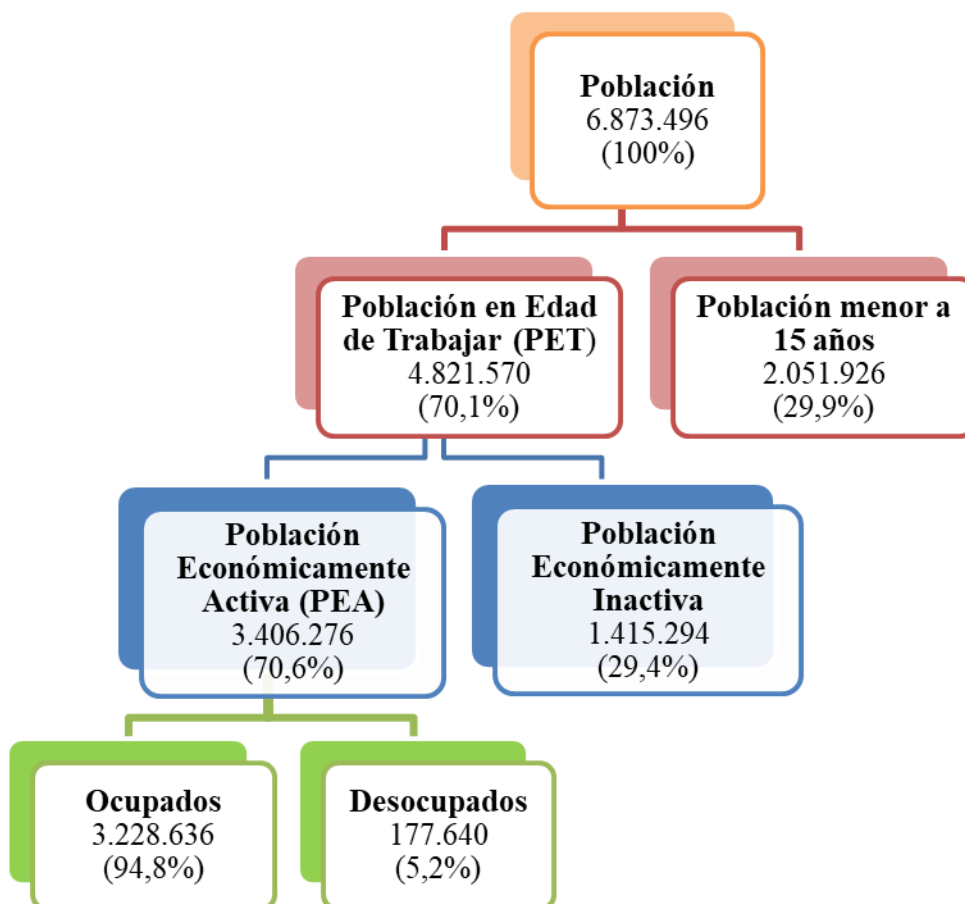 Población
6.873.496
(100%)
Población en Edad
de Trabajar (PET)
4.821.570
(70,1%)
Población menor a
15 años
2.051.926
(29,9%)
Población
Económicamente
Activa (PEA)
3.406.276
(70,6%)
Población
Económicamente
Inactiva
1.415.294
(29,4%)
Ocupados
3.228.636
(94,8%)
Desocupados
177.640
(5,2%)